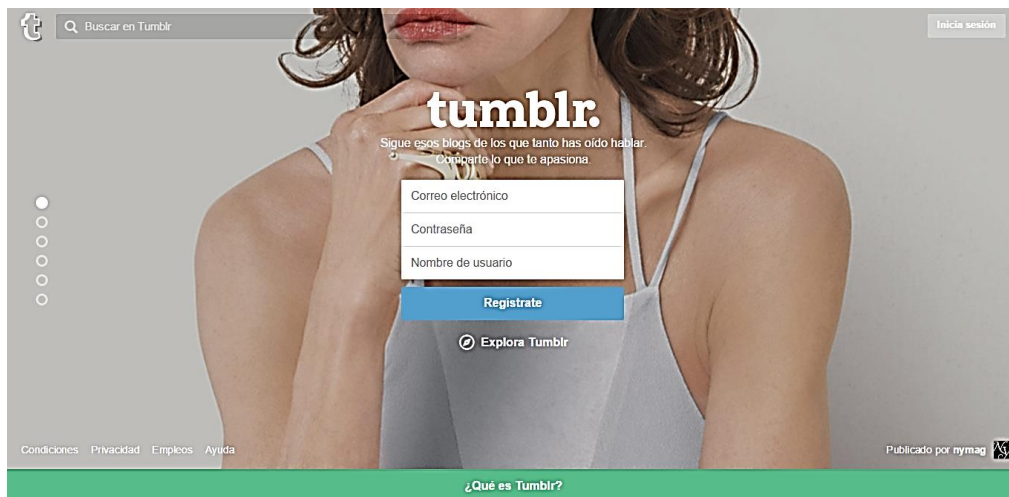 Buscar en Tumblr
Inicia sesión
tumblr.
Sigue esos blogs de los que tanto has oído hablar.
Comparte lo que te apasiona.
Correo electrónico
Contraseña
Nombre de usuario
Regístrate
Explora Tumblr
Condiciones Privacidad Empleos Ayuda
Publicado por nymag
¿Qué es Tumblr?